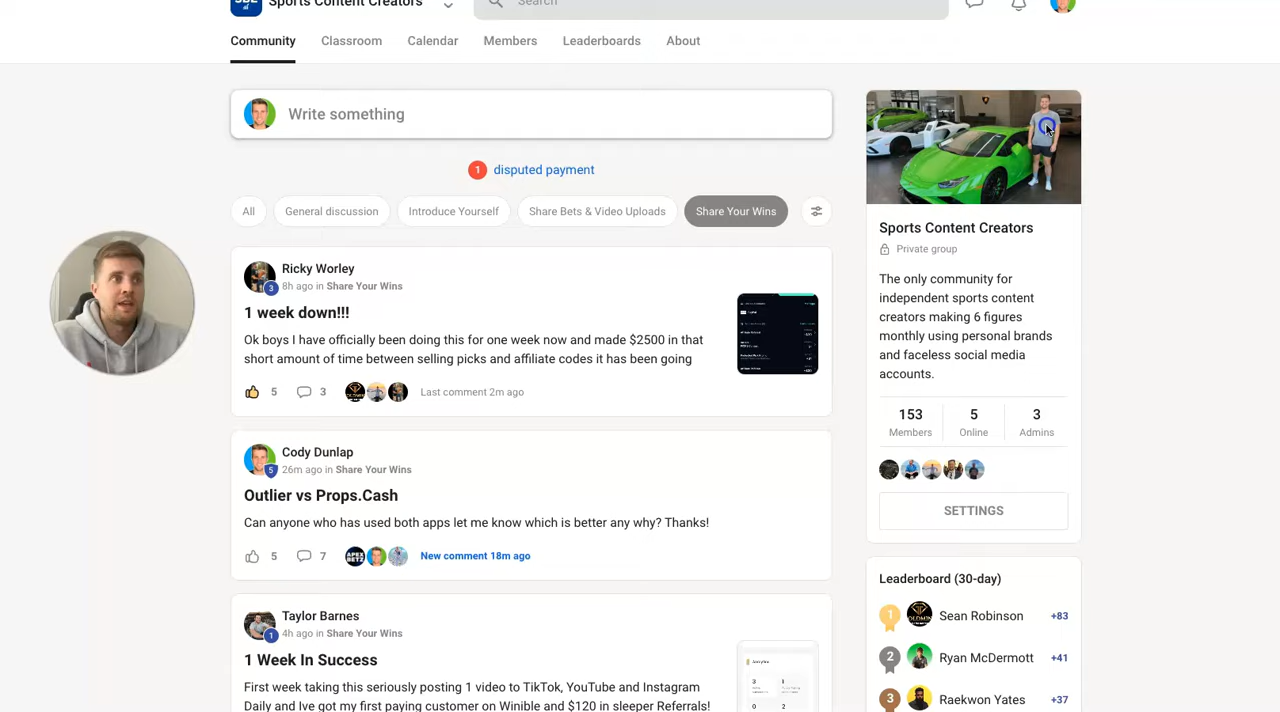 Sports Content Creators
Search
Community
Classroom
Calendar
Members
Leaderboards
About
Write something
1 disputed payment
All
General discussion
Introduce Yourself
Share Bets & Video Uploads
Share Your Wins
Ricky Worley
3 8h ago in Share Your Wins
1 week down!!!
Ok boys I have officially been doing this for one week now and made $2500 in that
short amount of time between selling picks and affiliate codes it has been going
5 3 Last comment 2m ago
Cody Dunlap
5 26m ago in Share Your Wins
Outlier vs Props.Cash
Can anyone who has used both apps let me know which is better any why? Thanks!
5 7 APEX BETZ New comment 18m ago
Taylor Barnes
1 4h ago in Share Your Wins
1 Week In Success
First week taking this seriously posting 1 video to TikTok, YouTube and Instagram
Daily and Ive got my first paying customer on Winible and $120 in sleeper Referrals!
Sports Content Creators
Private group
The only community for
independent sports content
creators making 6 figures
monthly using personal brands
and faceless social media
accounts.
153 5 3
Members Online Admins
SETTINGS
Leaderboard (30-day)
1 Sean Robinson +83
2 Ryan McDermott +41
3 Raekwon Yates +37